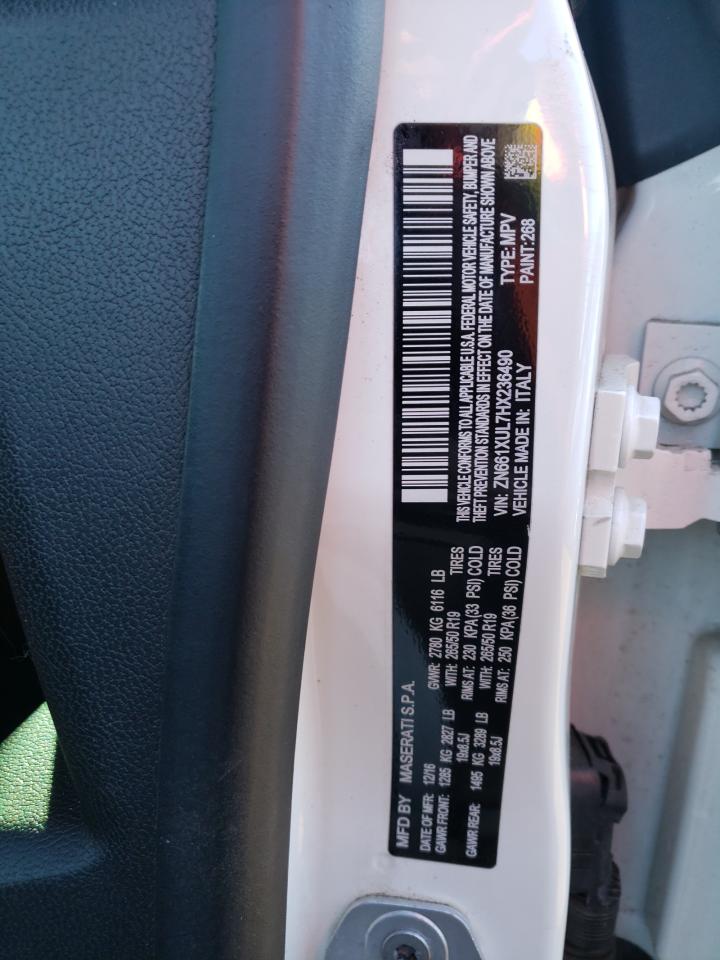 MFD BY MASERATI S.P.A.
DATE OF MFR: 12/16 GVWR: 2780 KG 6116 LB
GAWR FRONT: 1285 KG 2827 LB WITH: 265/50 R19 TIRES
19x8.5J RIMS AT: 230 KPA(33 PSI) COLD
GAWR REAR: 1495 KG 3289 LB WITH: 265/50 R19 TIRES
19x8.5J RIMS AT: 250 KPA(36 PSI) COLD
THIS VEHICLE CONFORMS TO ALL APPLICABLE U.S.A. FEDERAL MOTOR VEHICLE SAFETY, BUMPER AND
THEFT PREVENTION STANDARDS IN EFFECT ON THE DATE OF MANUFACTURE SHOWN ABOVE
VIN: ZN661XUL7HX236490 TYPE: MPV
VEHICLE MADE IN: ITALY PAINT:268